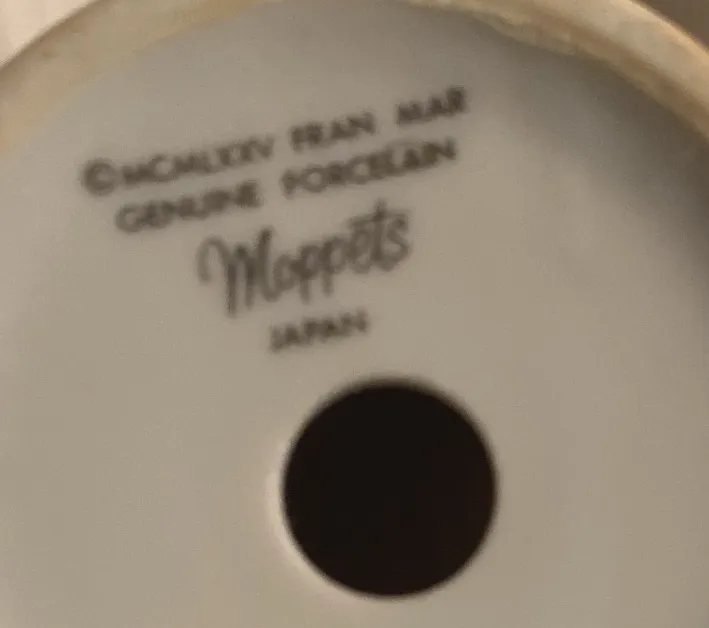 ©MCMLXXV FRAN MAR
GENUINE PORCELAIN
Moppets
JAPAN